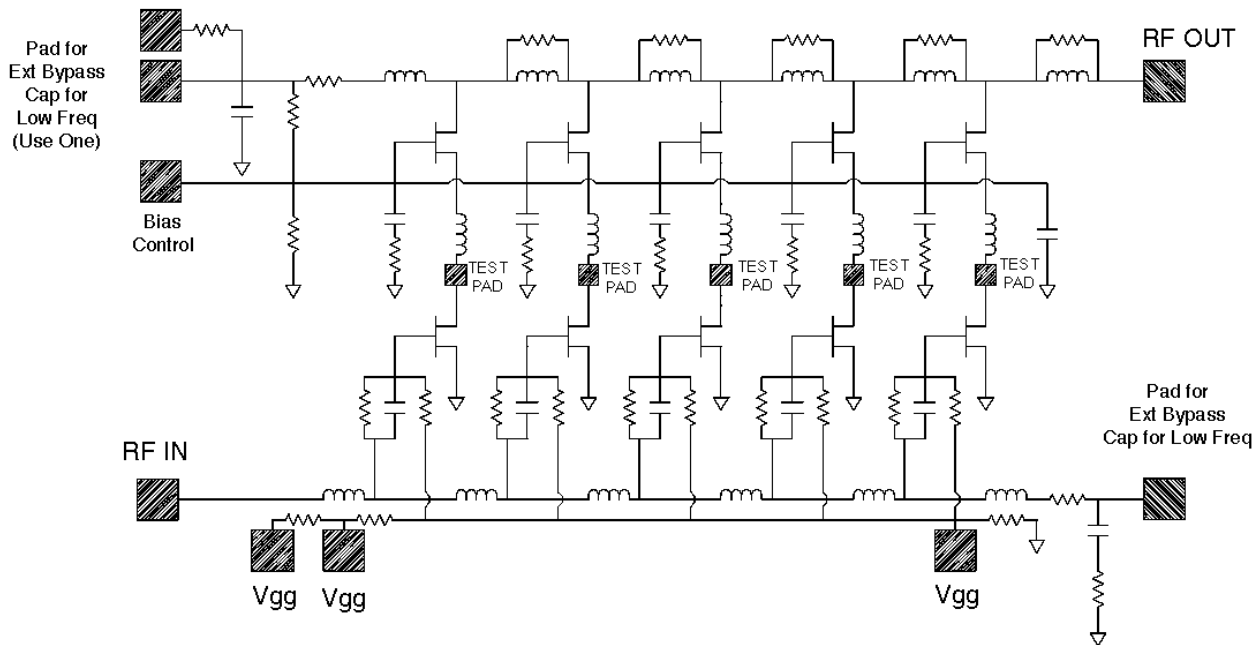 Pad for
Ext Bypass
Cap for
Low Freq
(Use One)
RF OUT
Bias
Control
TEST
PAD
TEST
PAD
TEST
PAD
TEST
PAD
TEST
PAD
Pad for
Ext Bypass
Cap for Low Freq
RF IN
Vgg
Vgg
Vgg